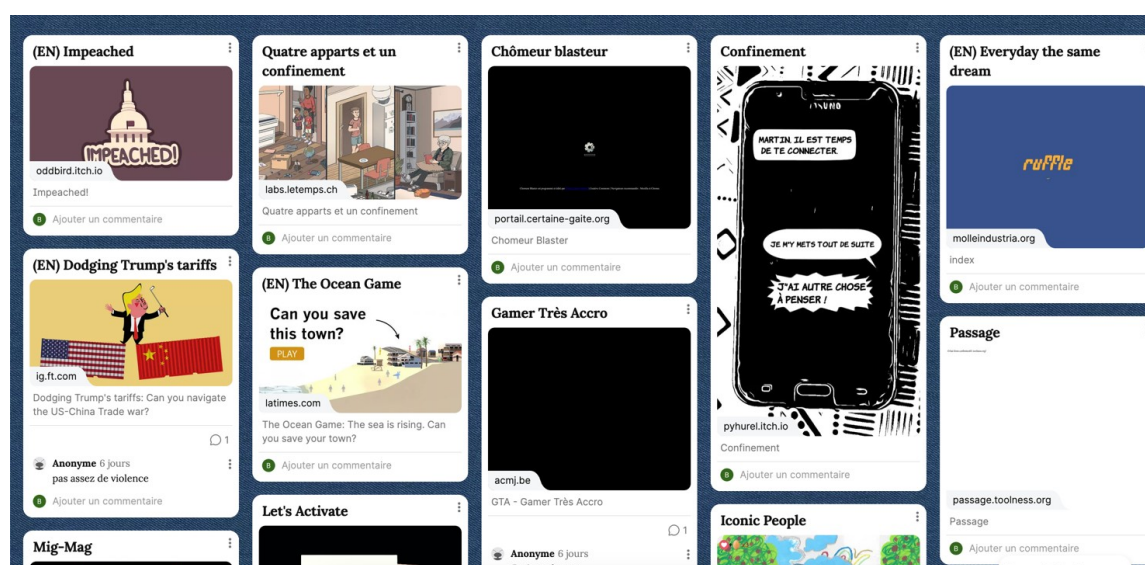 (EN) Impeached
IMPEACHED!
oddbird.itch.io
Impeached!
B Ajouter un commentaire
(EN) Dodging Trump's tariffs
ig.ft.com
Dodging Trump's tariffs: Can you navigate
the US-China Trade war?
1
Anonyme 6 jours
pas assez de violence
B Ajouter un commentaire
Mig-Mag
Quatre apparts et un
confinement
labs.letemps.ch
Quatre apparts et un confinement
B Ajouter un commentaire
(EN) The Ocean Game
Can you save
this town?
PLAY
latimes.com
The Ocean Game: The sea is rising. Can
you save your town?
B Ajouter un commentaire
Let's Activate
Chômeur blasteur
portail.certaine-gaite.org
Chomeur Blaster
B Ajouter un commentaire
Gamer Très Accro
acmj.be
GTA - Gamer Très Accro
1
Anonyme 6 jours
Confinement
MARTIN, IL EST TEMPS
DE TE CONNECTER.
JE M'Y METS TOUT DE SUITE
J'AI AUTRE CHOSE
À PENSER !
pyhurel.itch.io
Confinement
B Ajouter un commentaire
Iconic People
(EN) Everyday the same
dream
ruffle
molleindustria.org
index
B Ajouter un commentaire
Passage
passage.toolness.org
Passage
B Ajouter un commentaire